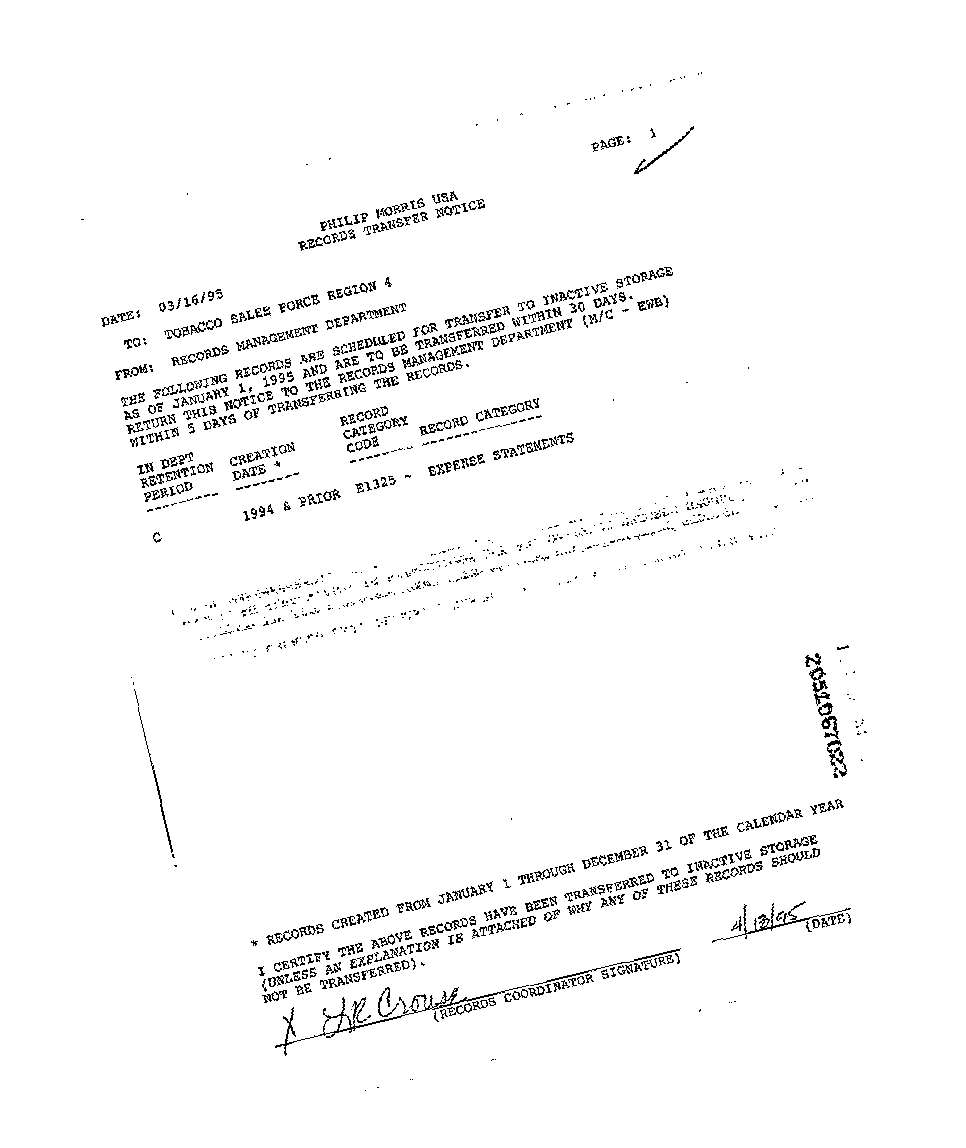 PAGE: 1
PHILIP MORRIS USA
RECORDS TRANSFER NOTICE
DATE: 03/16/95
TO: TOBACCO SALES FORCE REGION 4
FROM: RECORDS MANAGEMENT DEPARTMENT
THE FOLLOWING RECORDS ARE SCHEDULED FOR TRANSFER TO INACTIVE STORAGE
AS OF JANUARY 1, 1995 AND ARE TO BE TRANSFERRED WITHIN 30 DAYS.
RETURN THIS NOTICE TO THE RECORDS MANAGEMENT DEPARTMENT (M/C - EWB)
WITHIN 5 DAYS OF TRANSFERRING THE RECORDS.
IN DEPT RETENTION PERIOD
CREATION DATE *
RECORD CATEGORY CODE
RECORD CATEGORY
C 1994 & PRIOR E1325 - EXPENSE STATEMENTS
2054067022
* RECORDS CREATED FROM JANUARY 1 THROUGH DECEMBER 31 OF THE CALENDAR YEAR
I CERTIFY THE ABOVE RECORDS HAVE BEEN TRANSFERRED TO INACTIVE STORAGE
(UNLESS AN EXPLANATION IS ATTACHED OF WHY ANY OF THESE RECORDS SHOULD
NOT BE TRANSFERRED).
X Crouse 4/13/95
(RECORDS COORDINATOR SIGNATURE) (DATE)